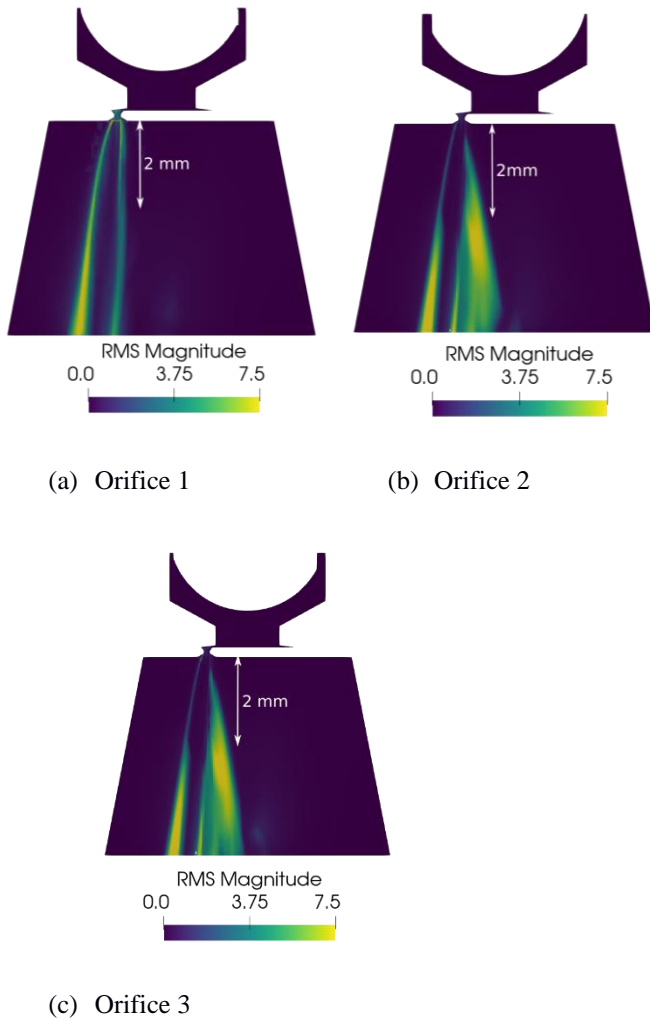 2 mm
RMS Magnitude
0.0 3.75 7.5
(a) Orifice 1
2mm
RMS Magnitude
0.0 3.75 7.5
(b) Orifice 2
2 mm
RMS Magnitude
0.0 3.75 7.5
(c) Orifice 3